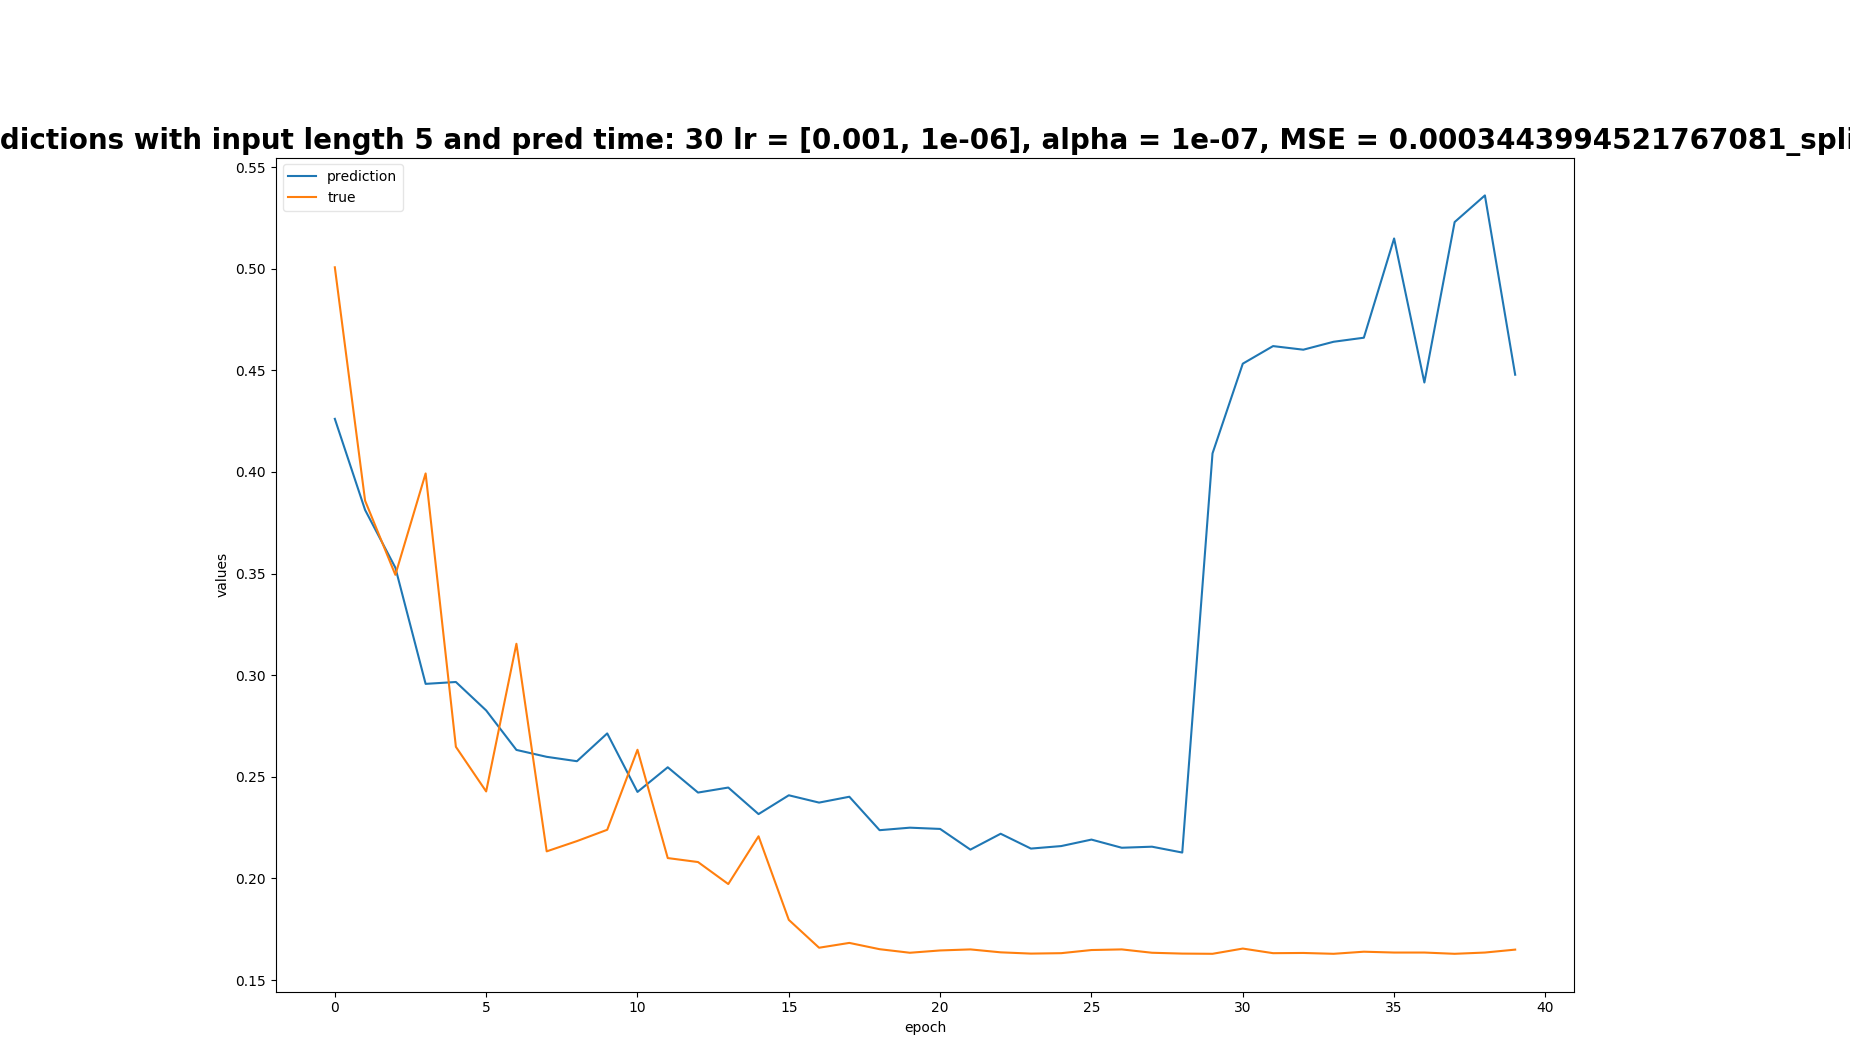 dictions with input length 5 and pred time: 30 lr = [0.001, 1e-06], alpha = 1e-07, MSE = 0.0003443994521767081_spli
prediction
true
0.55
0.50
0.45
0.40
0.35
0.30
0.25
0.20
0.15
values
0 5 10 15 20 25 30 35 40
epoch